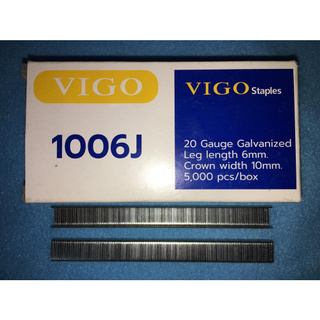 VIGO
1006J
VIGO Staples
20 Gauge Galvanized
Leg length 6mm.
Crown width 10mm.
5,000 pcs/box